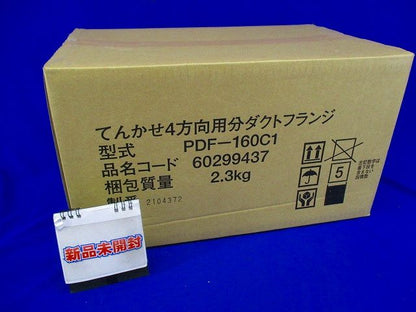 てんかせ4方向用分ダクトフランジ
型式 PDF-160C1
品名コード 60299437
梱包質量 2.3kg
2104372
5
新品未開封